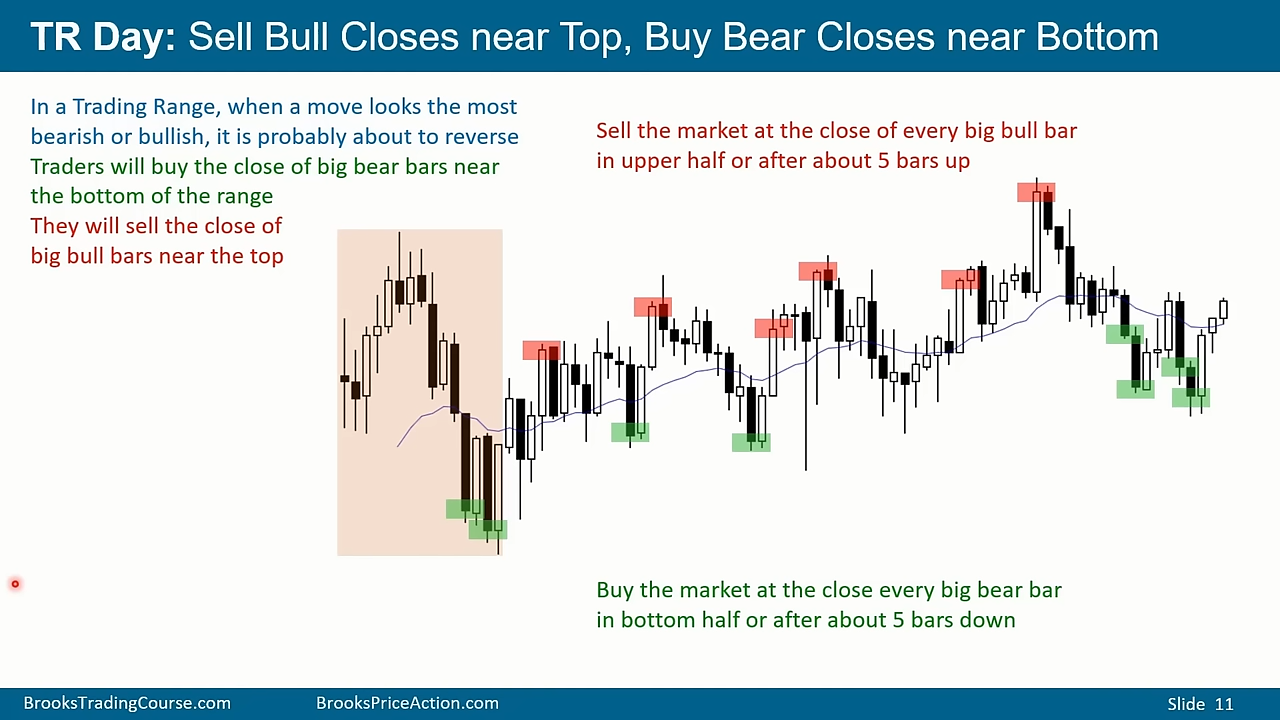 TR Day: Sell Bull Closes near Top, Buy Bear Closes near Bottom
In a Trading Range, when a move looks the most
bearish or bullish, it is probably about to reverse
Traders will buy the close of big bear bars near
the bottom of the range
They will sell the close of
big bull bars near the top
Sell the market at the close of every big bull bar
in upper half or after about 5 bars up
Buy the market at the close every big bear bar
in bottom half or after about 5 bars down
BrooksTradingCourse.com
BrooksPriceAction.com
Slide 11